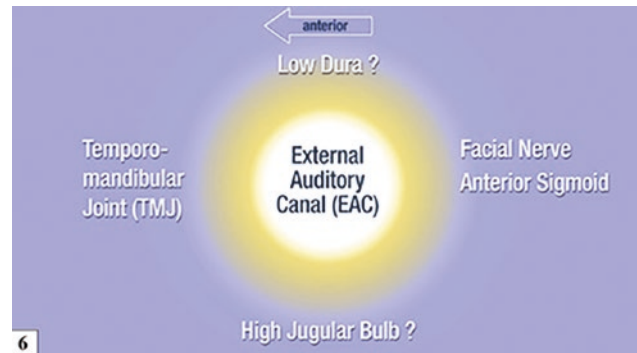 anterior
Low Dura ?
Temporo-
mandibular
Joint (TMJ)
External
Auditory
Canal (EAC)
Facial Nerve
Anterior Sigmoid
High Jugular Bulb ?
6